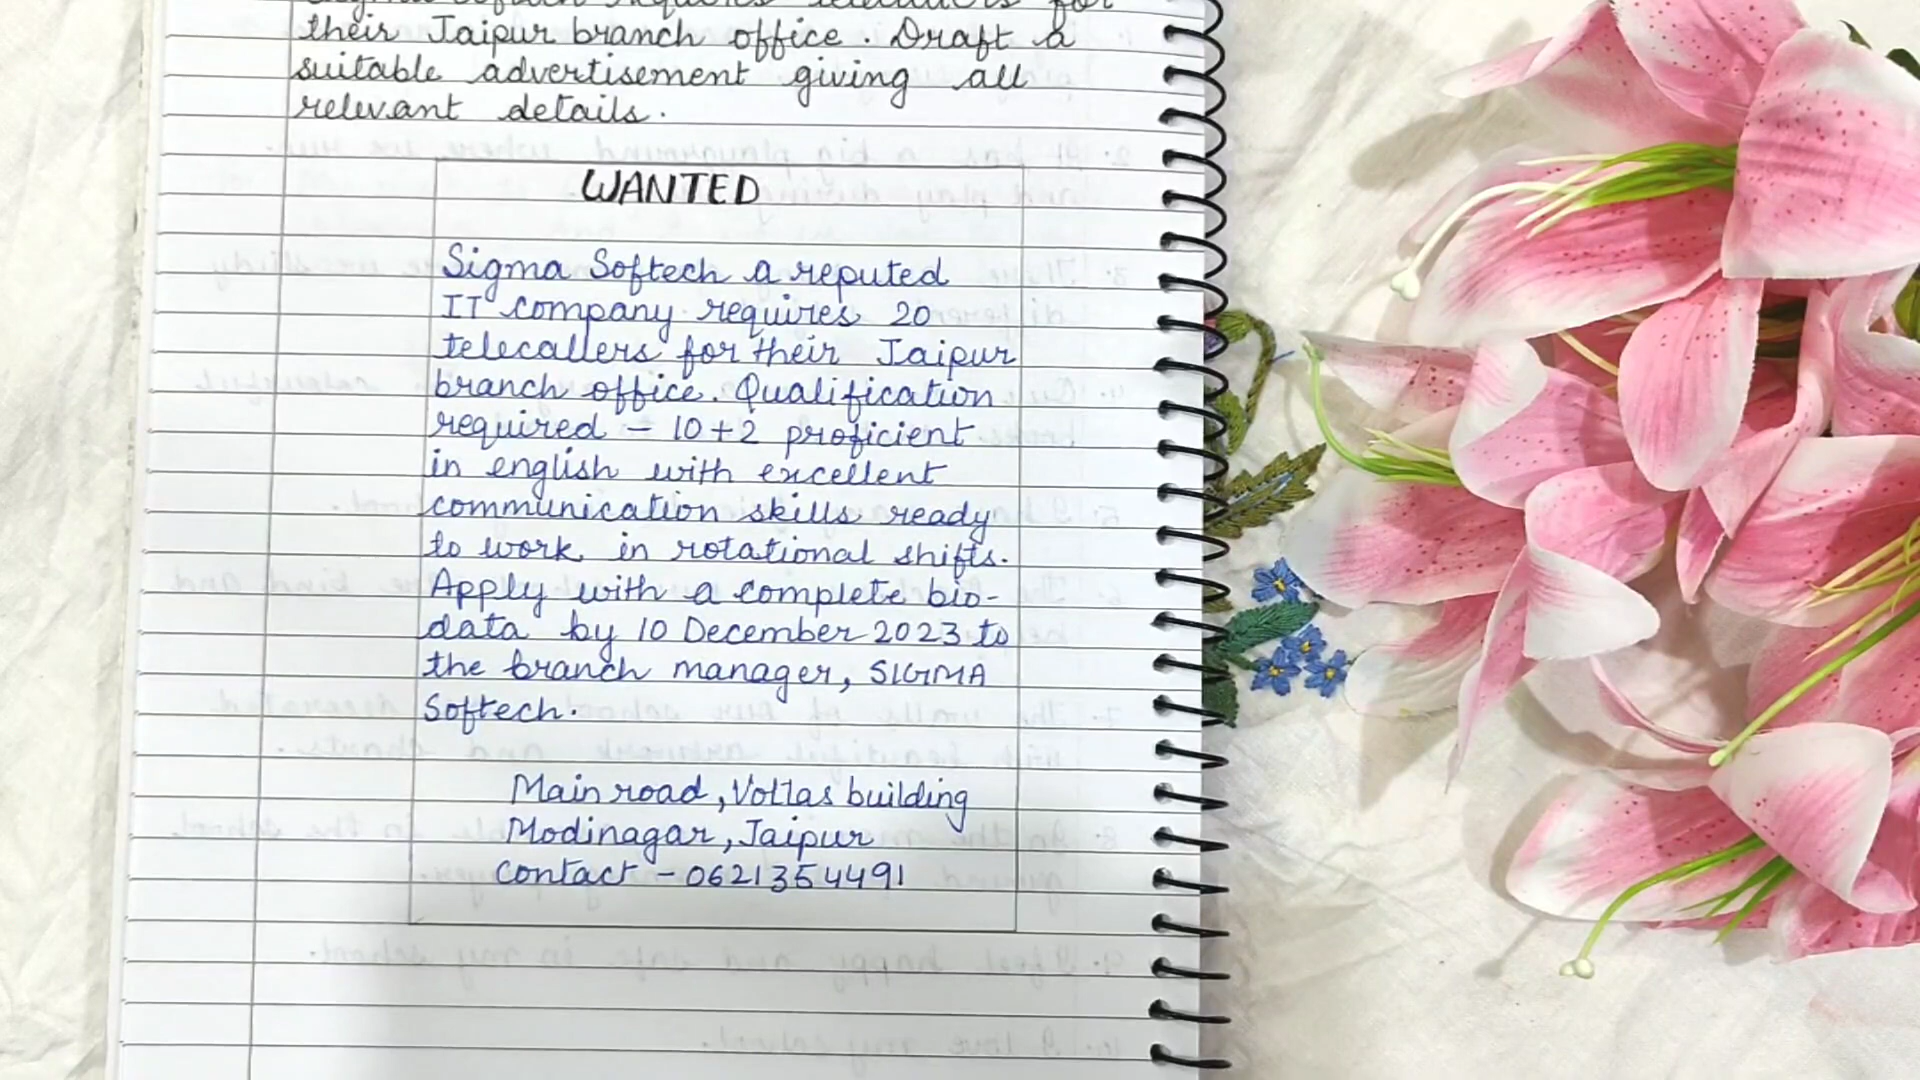 their Jaipur branch office. Draft a
suitable advertisement giving all
relevant details.
WANTED
Sigma Softech a reputed
IT company requires 20
telecallers for their Jaipur
branch office. Qualification
required - 10+2 proficient
in english with excellent
communication skills ready
to work in rotational shifts.
Apply with a complete bio-
data by 10 December 2023 to
the branch manager, SIGMA
Softech.
Main road, Voltas building
Modinagar, Jaipur
Contact - 0621354491